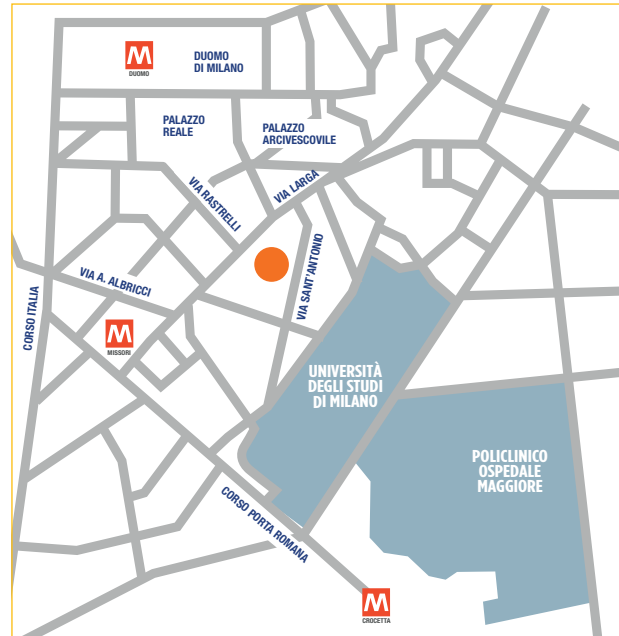 M
DUOMO
DUOMO
DI MILANO
PALAZZO
REALE
PALAZZO
ARCIVESCOVILE
VIA RASTRELLI
VIA LARGA
VIA SANT'ANTONIO
VIA A. ALBRICCI
CORSO ITALIA
M
MISSORI
UNIVERSITÀ
DEGLI STUDI
DI MILANO
POLICLINICO
OSPEDALE
MAGGIORE
CORSO PORTA ROMANA
M
CROCETTA